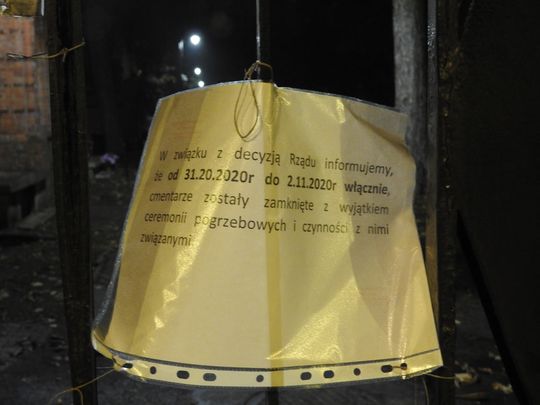 W związku z decyzją Rządu informujemy,
że od 31.20.2020r do 2.11.2020r włącznie,
cmentarze zostały zamknięte z wyjątkiem
ceremonii pogrzebowych i czynności z nimi
związanymi.